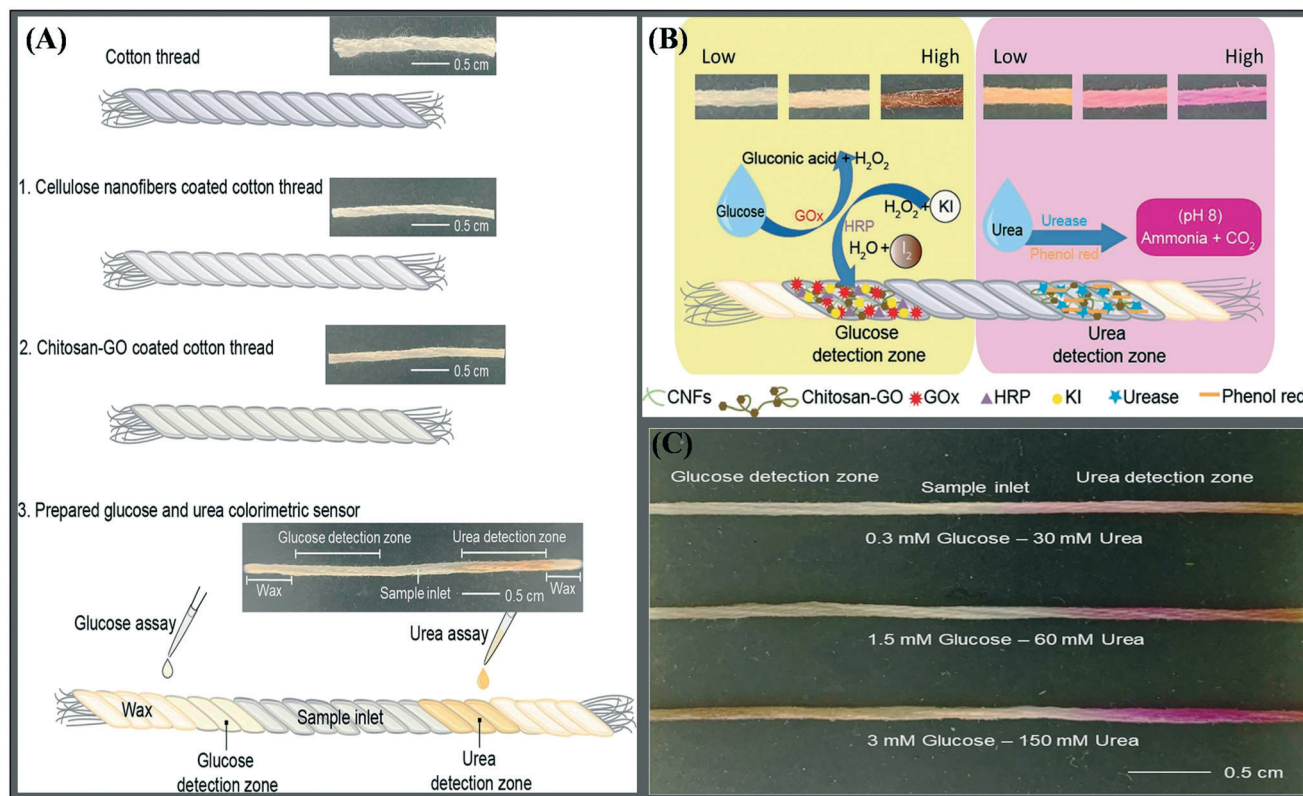 (A)
Cotton thread
0.5 cm
1. Cellulose nanofibers coated cotton thread
0.5 cm
2. Chitosan-GO coated cotton thread
0.5 cm
3. Prepared glucose and urea colorimetric sensor
Glucose detection zone
Urea detection zone
Wax
Sample inlet
0.5 cm
Wax
Glucose assay
Urea assay
Wax
Sample inlet
Glucose
detection zone
Urea
detection zone
(B)
Low
High
Low
High
Gluconic acid + H₂O₂
Glucose
GOx
H₂O₂ + KI
HRP
H₂O + I₂
Urea
Urease
Phenol red
(pH 8)
Ammonia + CO₂
Glucose
detection zone
Urea
detection zone
CNFs
Chitosan-GO
GOx
HRP
KI
Urease
Phenol red
(C)
Glucose detection zone
Sample inlet
Urea detection zone
0.3 mM Glucose – 30 mM Urea
1.5 mM Glucose – 60 mM Urea
3 mM Glucose – 150 mM Urea
0.5 cm